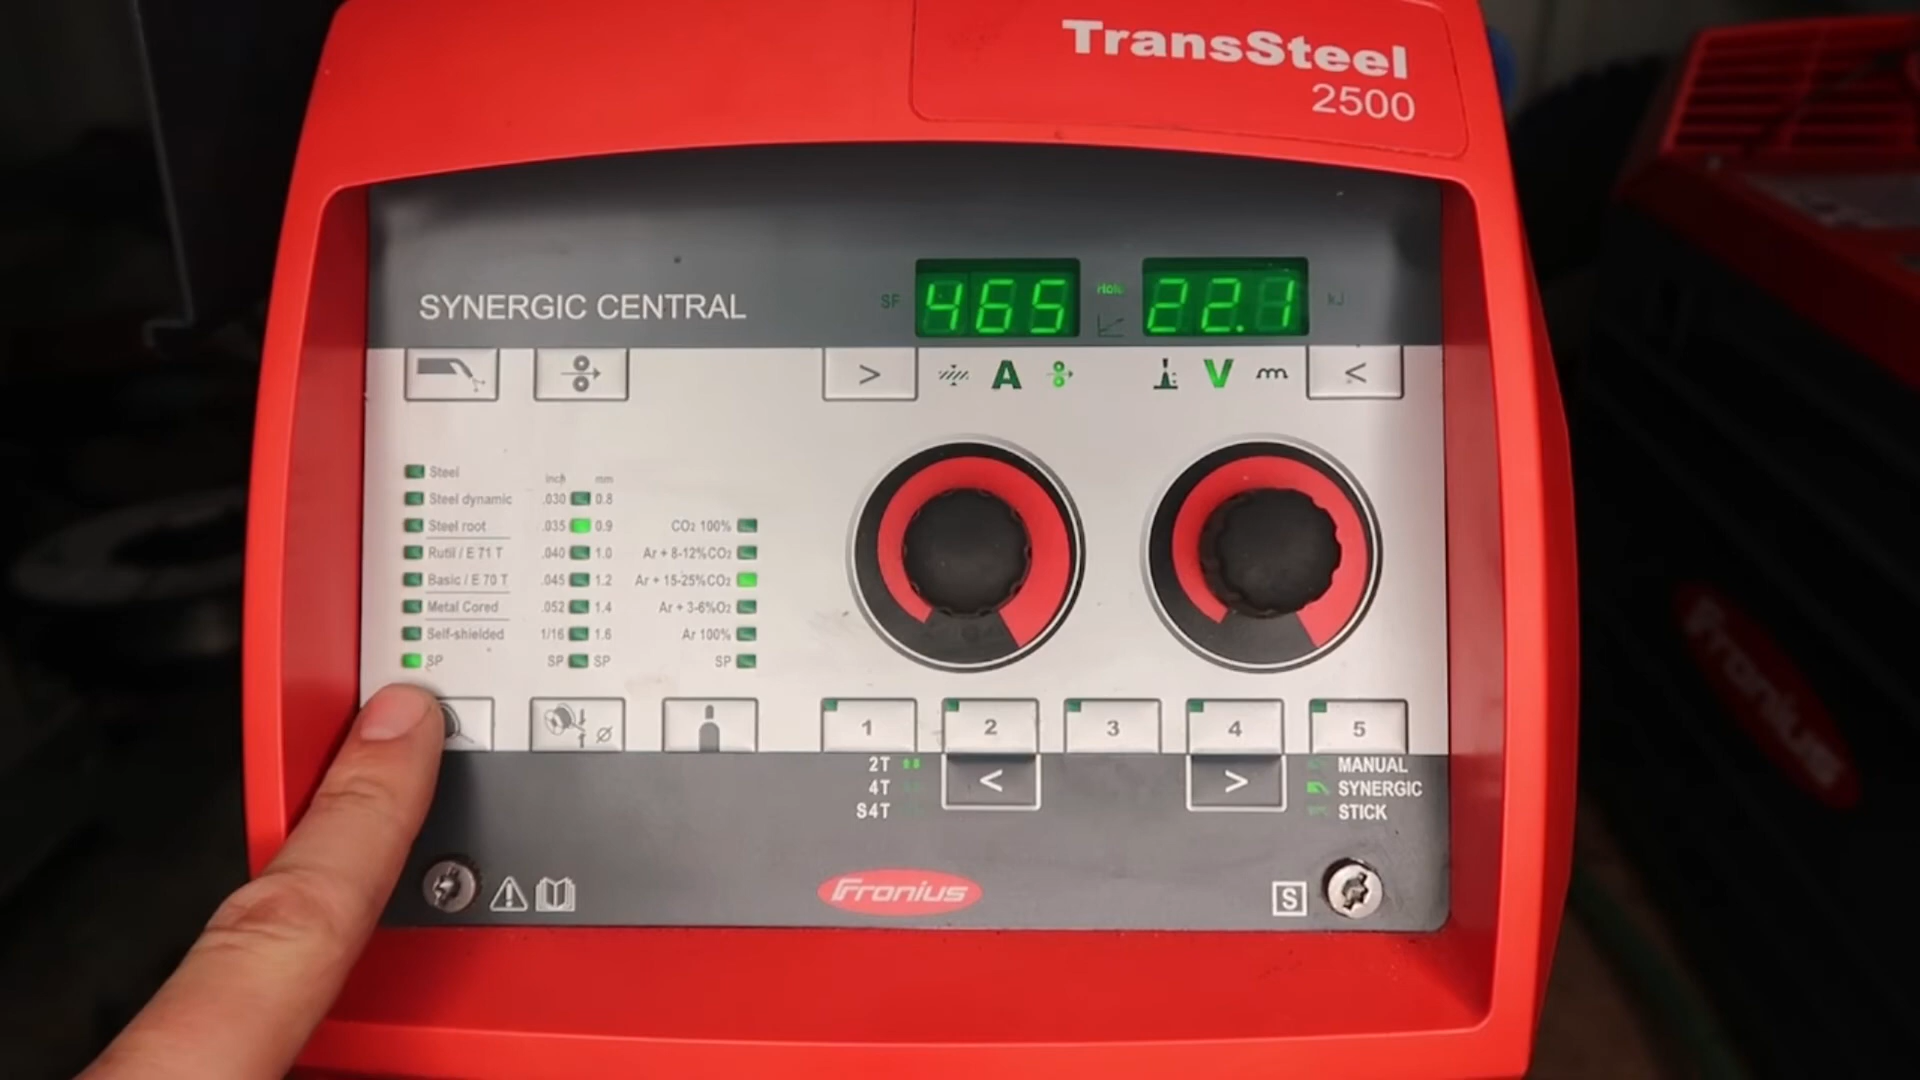 TransSteel
2500
SYNERGIC CENTRAL
SF 465 Hold 22.1 kJ
> A V <
Steel
Steel dynamic
Steel root
Rutil / E 71 T
Basic / E 70 T
Metal Cored
Self-shielded
SP
inch mm
.030 0.8
.035 0.9
.040 1.0
.045 1.2
.052 1.4
1/16 1.6
SP SP
CO₂ 100%
Ar + 8-12%CO₂
Ar + 15-25%CO₂
Ar + 3-6%O₂
Ar 100%
SP
Ø
1 2 3 4 5
2T
4T
S4T
< >
MANUAL
SYNERGIC
STICK
Fronius
S
Fronius